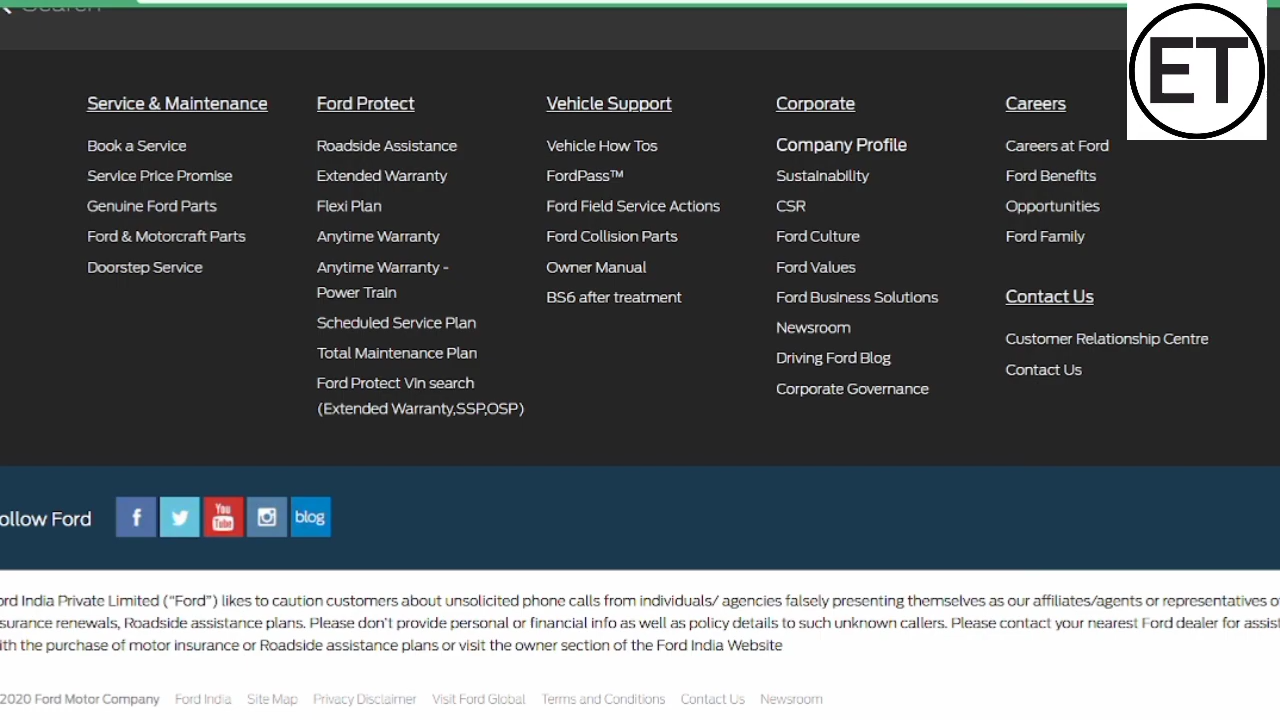 Search
ET
Service & Maintenance
Book a Service
Service Price Promise
Genuine Ford Parts
Ford & Motorcraft Parts
Doorstep Service
Ford Protect
Roadside Assistance
Extended Warranty
Flexi Plan
Anytime Warranty
Anytime Warranty -
Power Train
Scheduled Service Plan
Total Maintenance Plan
Ford Protect Vin search
(Extended Warranty,SSP,OSP)
Vehicle Support
Vehicle How Tos
FordPass™
Ford Field Service Actions
Ford Collision Parts
Owner Manual
BS6 after treatment
Corporate
Company Profile
Sustainability
CSR
Ford Culture
Ford Values
Ford Business Solutions
Newsroom
Driving Ford Blog
Corporate Governance
Careers
Careers at Ford
Ford Benefits
Opportunities
Ford Family
Contact Us
Customer Relationship Centre
Contact Us
ollow Ford
f
You
Tube
blog
ord India Private Limited (“Ford”) likes to caution customers about unsolicited phone calls from individuals/ agencies falsely presenting themselves as our affiliates/agents or representatives o
surance renewals, Roadside assistance plans. Please don't provide personal or financial info as well as policy details to such unknown callers. Please contact your nearest Ford dealer for assist
ith the purchase of motor insurance or Roadside assistance plans or visit the owner section of the Ford India Website
2020 Ford Motor Company Ford India Site Map Privacy Disclaimer Visit Ford Global Terms and Conditions Contact Us Newsroom